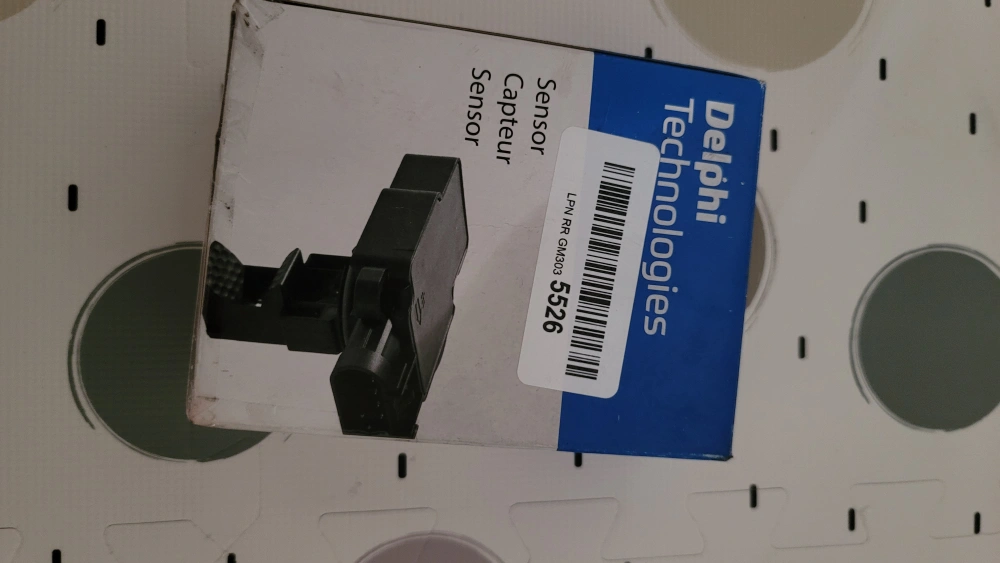 Delphi
Technologies
Sensor
Capteur
Sensor
LPN RR GM303 5526